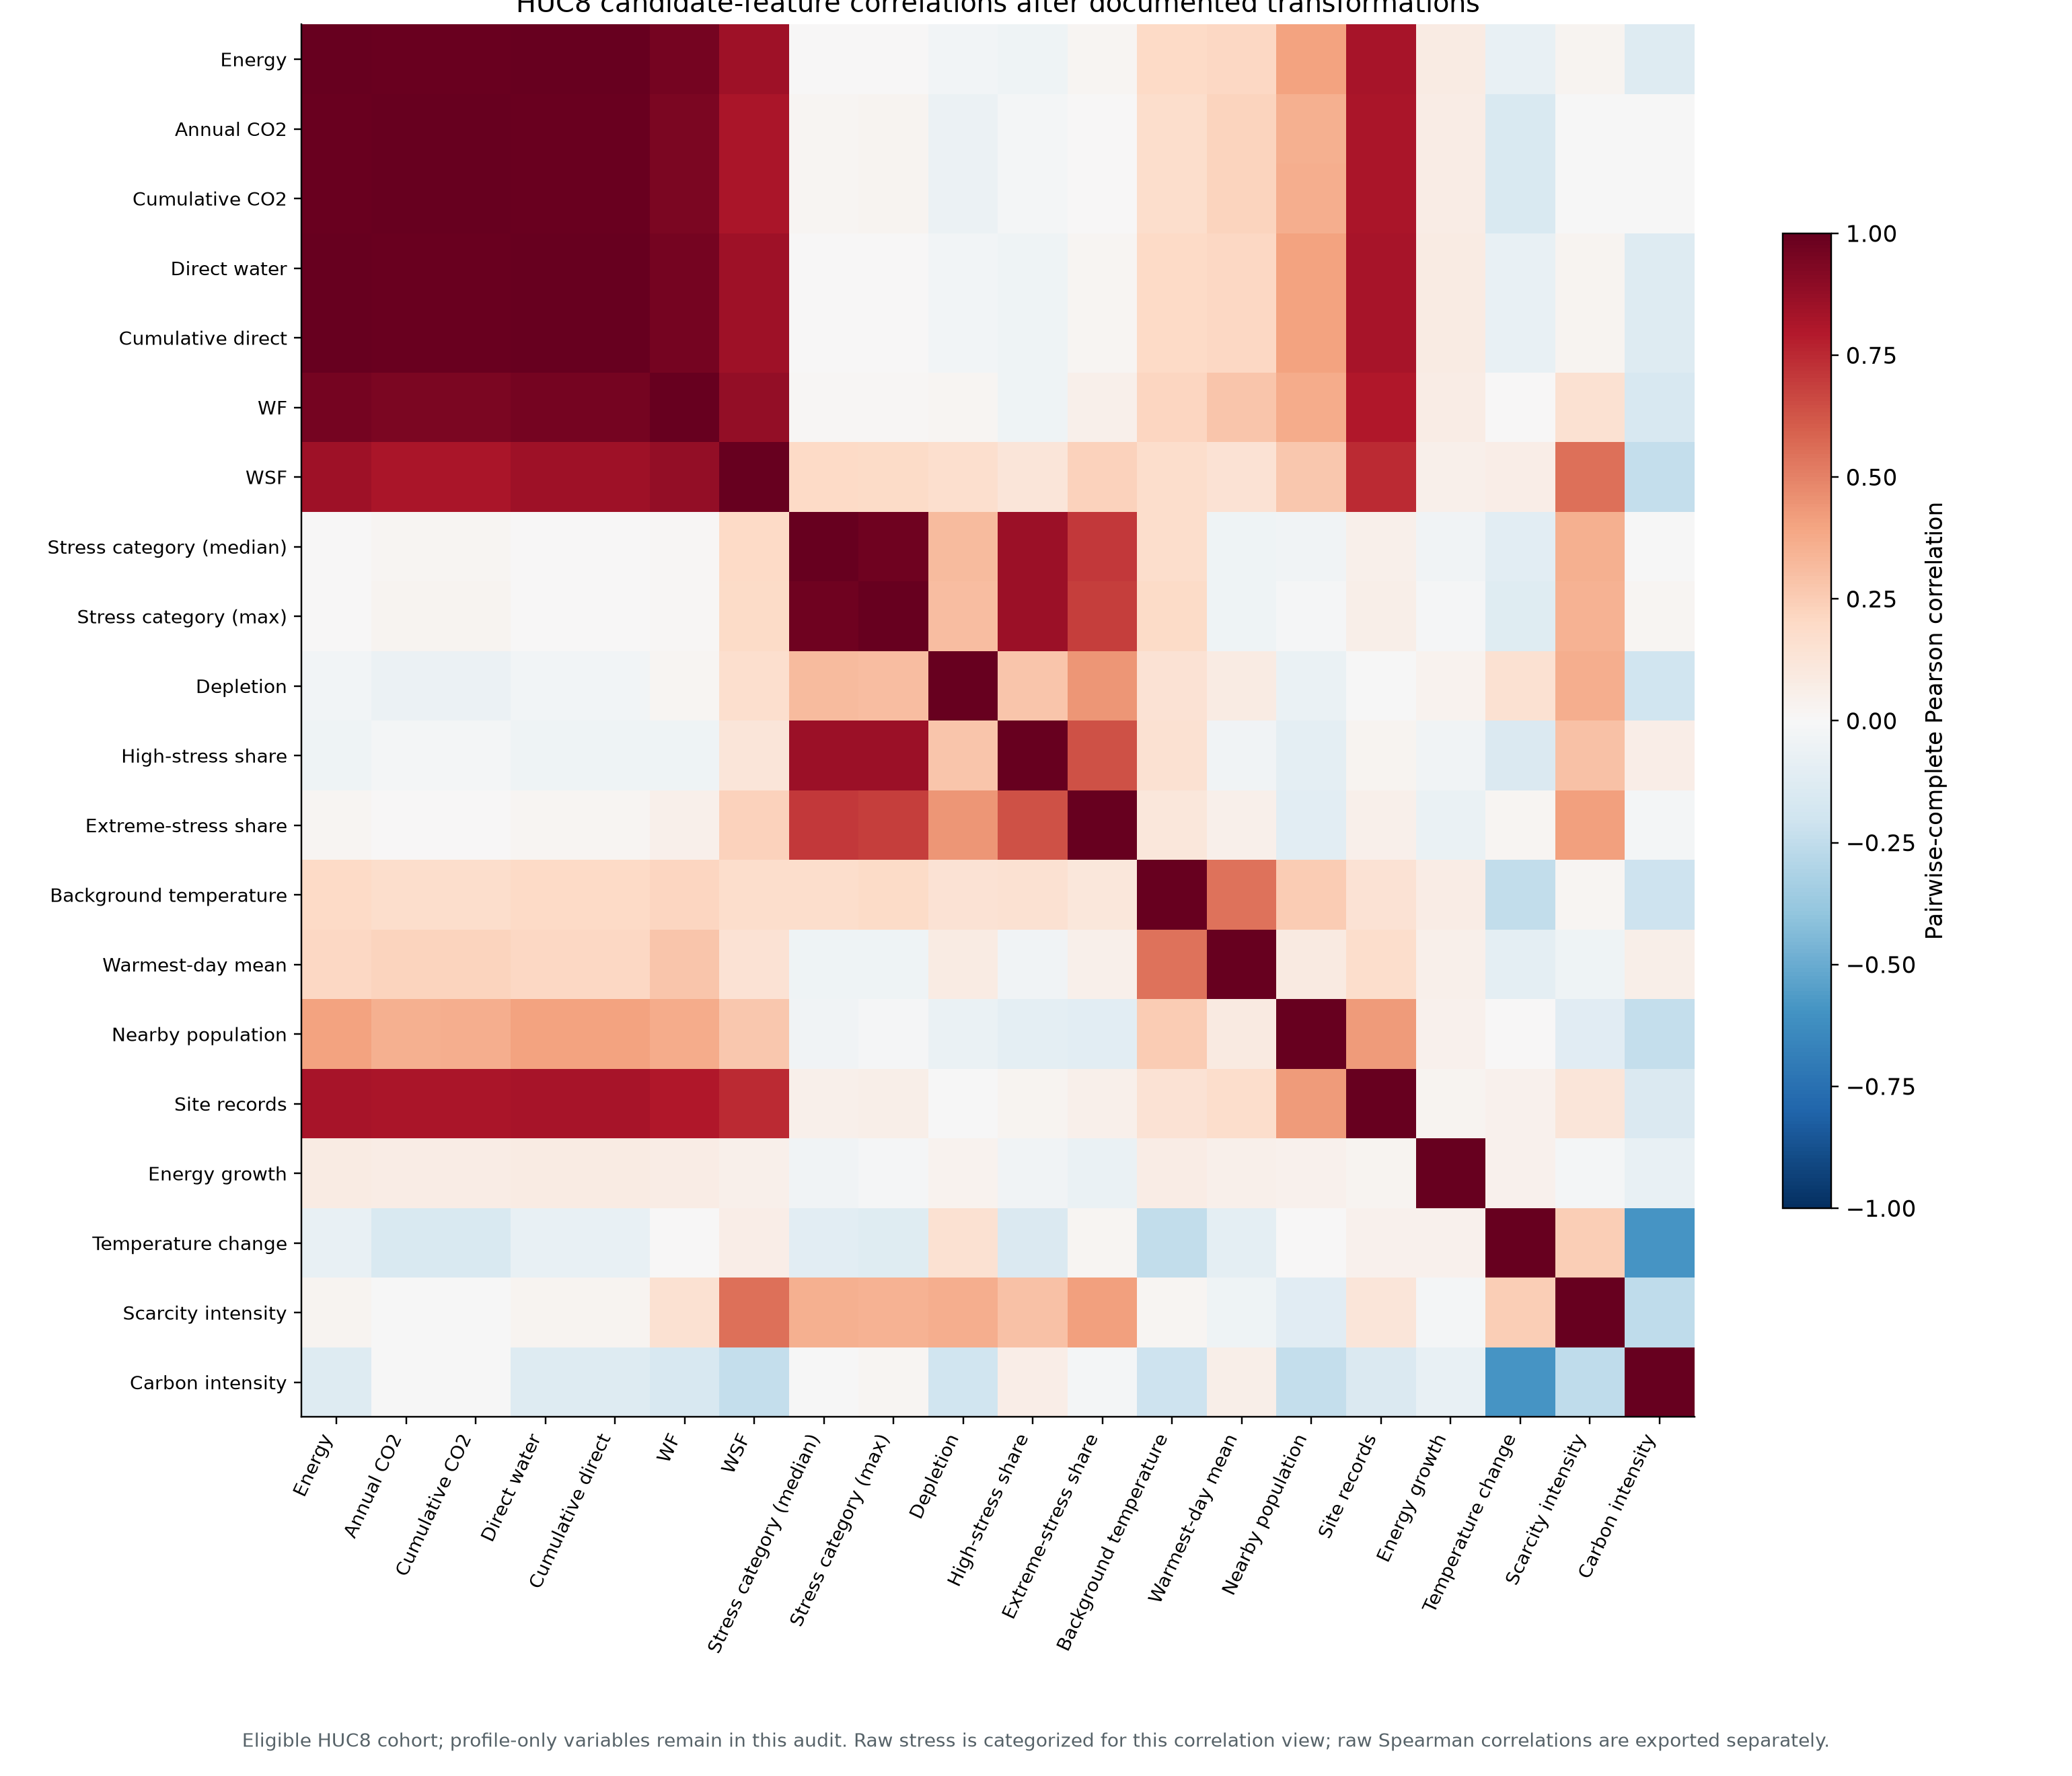 HUC8 candidate-feature correlations after documented transformations
Energy
Annual CO2
Cumulative CO2
Direct water
Cumulative direct
WF
WSF
Stress category (median)
Stress category (max)
Depletion
High-stress share
Extreme-stress share
Background temperature
Warmest-day mean
Nearby population
Site records
Energy growth
Temperature change
Scarcity intensity
Carbon intensity
Energy
Annual CO2
Cumulative CO2
Direct water
Cumulative direct
WF
WSF
Stress category (median)
Stress category (max)
Depletion
High-stress share
Extreme-stress share
Background temperature
Warmest-day mean
Nearby population
Site records
Energy growth
Temperature change
Scarcity intensity
Carbon intensity
1.00
0.75
0.50
0.25
0.00
−0.25
−0.50
−0.75
−1.00
Pairwise-complete Pearson correlation
Eligible HUC8 cohort; profile-only variables remain in this audit. Raw stress is categorized for this correlation view; raw Spearman correlations are exported separately.